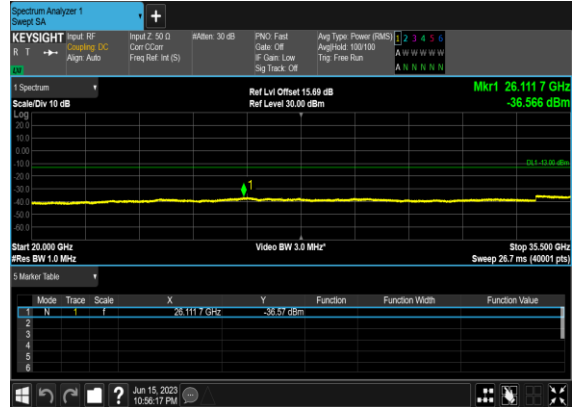 Spectrum Analyzer 1
Swept SA
+
KEYSIGHT Input: RF Input Z: 50 Ω #Atten: 30 dB PNO: Fast Avg Type: Power (RMS) 1 2 3 4 5 6
R T Coupling: DC Corr CCorr Gate: Off Avg|Hold: 100/100 A W W W W W
Align: Auto Freq Ref: Int (S) IF Gain: Low Trig: Free Run
Sig Track: Off A N N N N N
LXI
1 Spectrum Ref Lvl Offset 15.69 dB Mkr1 26.111 7 GHz
Scale/Div 10 dB Ref Level 30.00 dBm -36.566 dBm
Log
20.0
10.0
0.00
-10.0 DL1 -13.00 dBm
-20.0
-30.0 1
-40.0
-50.0
-60.0
Start 20.000 GHz Video BW 3.0 MHz* Stop 35.500 GHz
#Res BW 1.0 MHz Sweep 26.7 ms (40001 pts)
5 Marker Table
Mode Trace Scale X Y Function Function Width Function Value
1 N 1 f 26.111 7 GHz -36.57 dBm
2
3
4
5
6
? Jun 15, 2023
10:56:17 PM